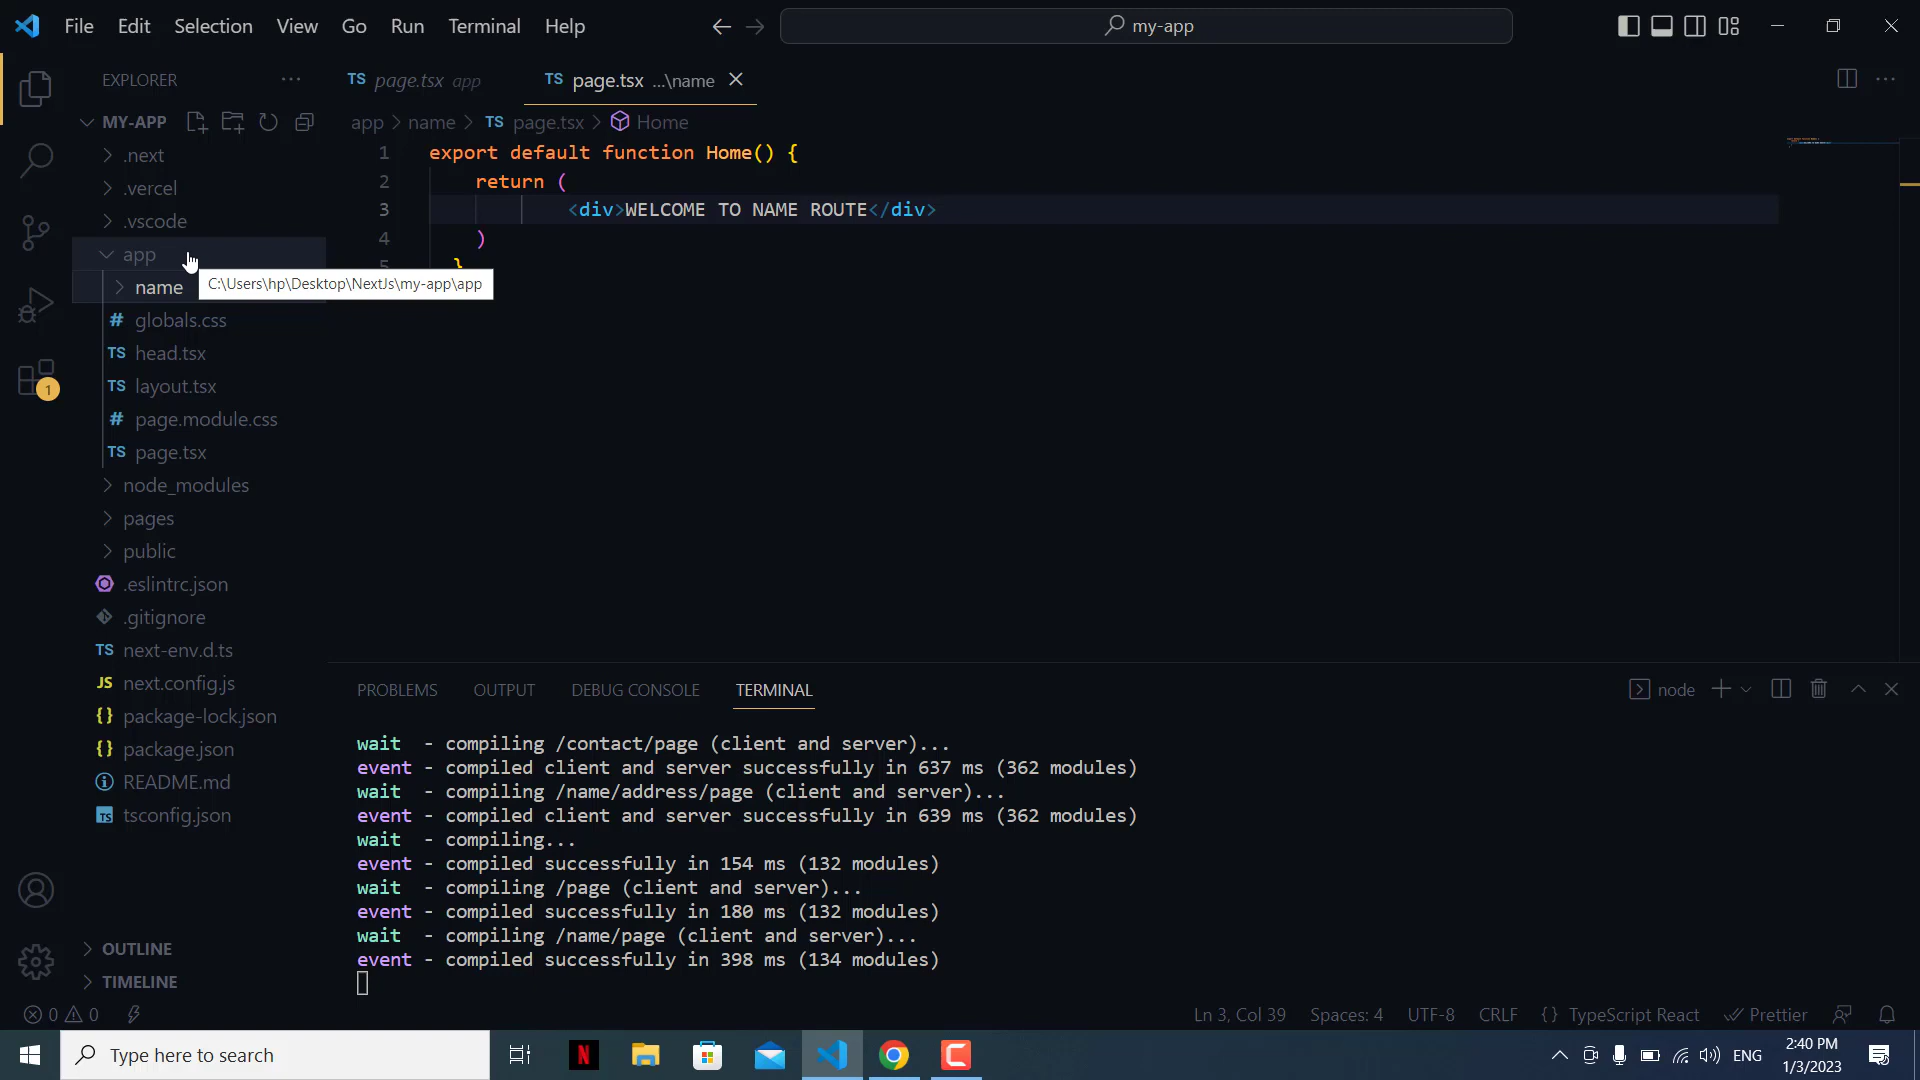 File Edit Selection View Go Run Terminal Help
my-app
EXPLORER
MY-APP
.next
.vercel
.vscode
app
name
C:\Users\hp\Desktop\NextJs\my-app\app
# globals.css
TS head.tsx
TS layout.tsx
# page.module.css
TS page.tsx
node_modules
pages
public
.eslintrc.json
.gitignore
TS next-env.d.ts
JS next.config.js
{} package-lock.json
{} package.json
README.md
TS tsconfig.json
OUTLINE
TIMELINE
1
TS page.tsx app
TS page.tsx ...\name
app > name > TS page.tsx > Home
1 export default function Home() {
2 return (
3 <div>WELCOME TO NAME ROUTE</div>
4 )
5 }
PROBLEMS OUTPUT DEBUG CONSOLE TERMINAL
node
wait - compiling /contact/page (client and server)...
event - compiled client and server successfully in 637 ms (362 modules)
wait - compiling /name/address/page (client and server)...
event - compiled client and server successfully in 639 ms (362 modules)
wait - compiling...
event - compiled successfully in 154 ms (132 modules)
wait - compiling /page (client and server)...
event - compiled successfully in 180 ms (132 modules)
wait - compiling /name/page (client and server)...
event - compiled successfully in 398 ms (134 modules)
0 0
Ln 3, Col 39 Spaces: 4 UTF-8 CRLF {} TypeScript React Prettier
Type here to search
N
ENG
2:40 PM
1/3/2023